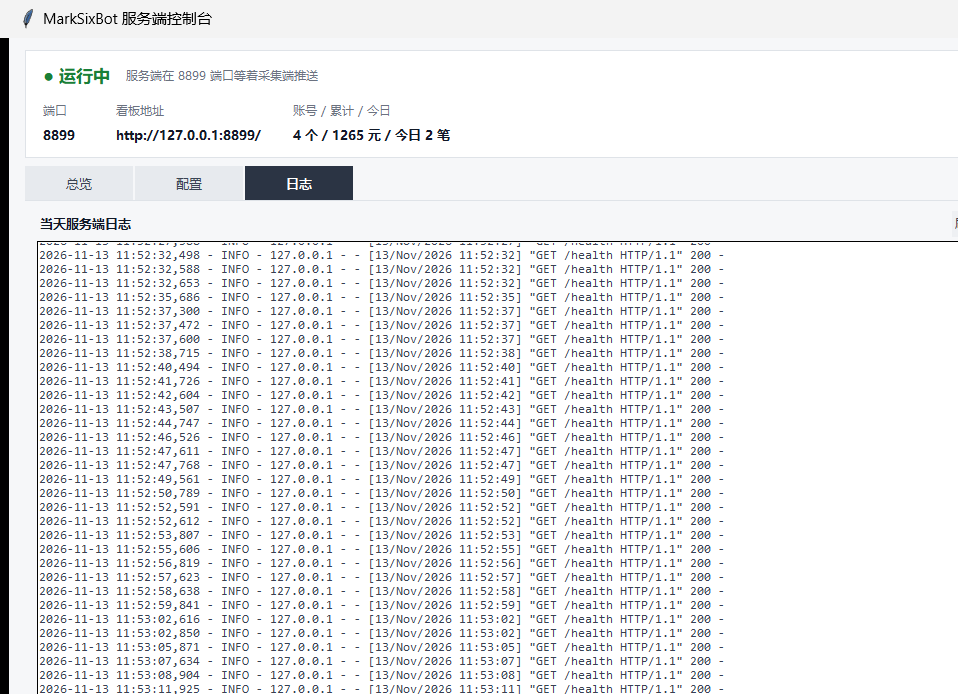 MarkSixBot 服务端控制台
● 运行中 服务端在 8899 端口等着采集端推送
端口 看板地址 账号 / 累计 / 今日
8899 http://127.0.0.1:8899/ 4 个 / 1265 元 / 今日 2 笔
总览 配置 日志
当天服务端日志
2026-11-13 11:52:32,498 - INFO - 127.0.0.1 - - [13/Nov/2026 11:52:32] "GET /health HTTP/1.1" 200 -
2026-11-13 11:52:32,588 - INFO - 127.0.0.1 - - [13/Nov/2026 11:52:32] "GET /health HTTP/1.1" 200 -
2026-11-13 11:52:32,653 - INFO - 127.0.0.1 - - [13/Nov/2026 11:52:32] "GET /health HTTP/1.1" 200 -
2026-11-13 11:52:35,686 - INFO - 127.0.0.1 - - [13/Nov/2026 11:52:35] "GET /health HTTP/1.1" 200 -
2026-11-13 11:52:37,300 - INFO - 127.0.0.1 - - [13/Nov/2026 11:52:37] "GET /health HTTP/1.1" 200 -
2026-11-13 11:52:37,472 - INFO - 127.0.0.1 - - [13/Nov/2026 11:52:37] "GET /health HTTP/1.1" 200 -
2026-11-13 11:52:37,600 - INFO - 127.0.0.1 - - [13/Nov/2026 11:52:37] "GET /health HTTP/1.1" 200 -
2026-11-13 11:52:38,715 - INFO - 127.0.0.1 - - [13/Nov/2026 11:52:38] "GET /health HTTP/1.1" 200 -
2026-11-13 11:52:40,494 - INFO - 127.0.0.1 - - [13/Nov/2026 11:52:40] "GET /health HTTP/1.1" 200 -
2026-11-13 11:52:41,726 - INFO - 127.0.0.1 - - [13/Nov/2026 11:52:41] "GET /health HTTP/1.1" 200 -
2026-11-13 11:52:42,604 - INFO - 127.0.0.1 - - [13/Nov/2026 11:52:42] "GET /health HTTP/1.1" 200 -
2026-11-13 11:52:43,507 - INFO - 127.0.0.1 - - [13/Nov/2026 11:52:43] "GET /health HTTP/1.1" 200 -
2026-11-13 11:52:44,747 - INFO - 127.0.0.1 - - [13/Nov/2026 11:52:44] "GET /health HTTP/1.1" 200 -
2026-11-13 11:52:46,526 - INFO - 127.0.0.1 - - [13/Nov/2026 11:52:46] "GET /health HTTP/1.1" 200 -
2026-11-13 11:52:47,611 - INFO - 127.0.0.1 - - [13/Nov/2026 11:52:47] "GET /health HTTP/1.1" 200 -
2026-11-13 11:52:47,768 - INFO - 127.0.0.1 - - [13/Nov/2026 11:52:47] "GET /health HTTP/1.1" 200 -
2026-11-13 11:52:49,561 - INFO - 127.0.0.1 - - [13/Nov/2026 11:52:49] "GET /health HTTP/1.1" 200 -
2026-11-13 11:52:50,789 - INFO - 127.0.0.1 - - [13/Nov/2026 11:52:50] "GET /health HTTP/1.1" 200 -
2026-11-13 11:52:52,591 - INFO - 127.0.0.1 - - [13/Nov/2026 11:52:52] "GET /health HTTP/1.1" 200 -
2026-11-13 11:52:52,612 - INFO - 127.0.0.1 - - [13/Nov/2026 11:52:52] "GET /health HTTP/1.1" 200 -
2026-11-13 11:52:53,807 - INFO - 127.0.0.1 - - [13/Nov/2026 11:52:53] "GET /health HTTP/1.1" 200 -
2026-11-13 11:52:55,606 - INFO - 127.0.0.1 - - [13/Nov/2026 11:52:55] "GET /health HTTP/1.1" 200 -
2026-11-13 11:52:56,819 - INFO - 127.0.0.1 - - [13/Nov/2026 11:52:56] "GET /health HTTP/1.1" 200 -
2026-11-13 11:52:57,623 - INFO - 127.0.0.1 - - [13/Nov/2026 11:52:57] "GET /health HTTP/1.1" 200 -
2026-11-13 11:52:58,638 - INFO - 127.0.0.1 - - [13/Nov/2026 11:52:58] "GET /health HTTP/1.1" 200 -
2026-11-13 11:52:59,841 - INFO - 127.0.0.1 - - [13/Nov/2026 11:52:59] "GET /health HTTP/1.1" 200 -
2026-11-13 11:53:02,616 - INFO - 127.0.0.1 - - [13/Nov/2026 11:53:02] "GET /health HTTP/1.1" 200 -
2026-11-13 11:53:02,850 - INFO - 127.0.0.1 - - [13/Nov/2026 11:53:02] "GET /health HTTP/1.1" 200 -
2026-11-13 11:53:05,871 - INFO - 127.0.0.1 - - [13/Nov/2026 11:53:05] "GET /health HTTP/1.1" 200 -
2026-11-13 11:53:07,634 - INFO - 127.0.0.1 - - [13/Nov/2026 11:53:07] "GET /health HTTP/1.1" 200 -
2026-11-13 11:53:08,904 - INFO - 127.0.0.1 - - [13/Nov/2026 11:53:08] "GET /health HTTP/1.1" 200 -
2026-11-13 11:53:11,925 - INFO - 127.0.0.1 - - [13/Nov/2026 11:53:11] "GET /health HTTP/1.1" 200 -